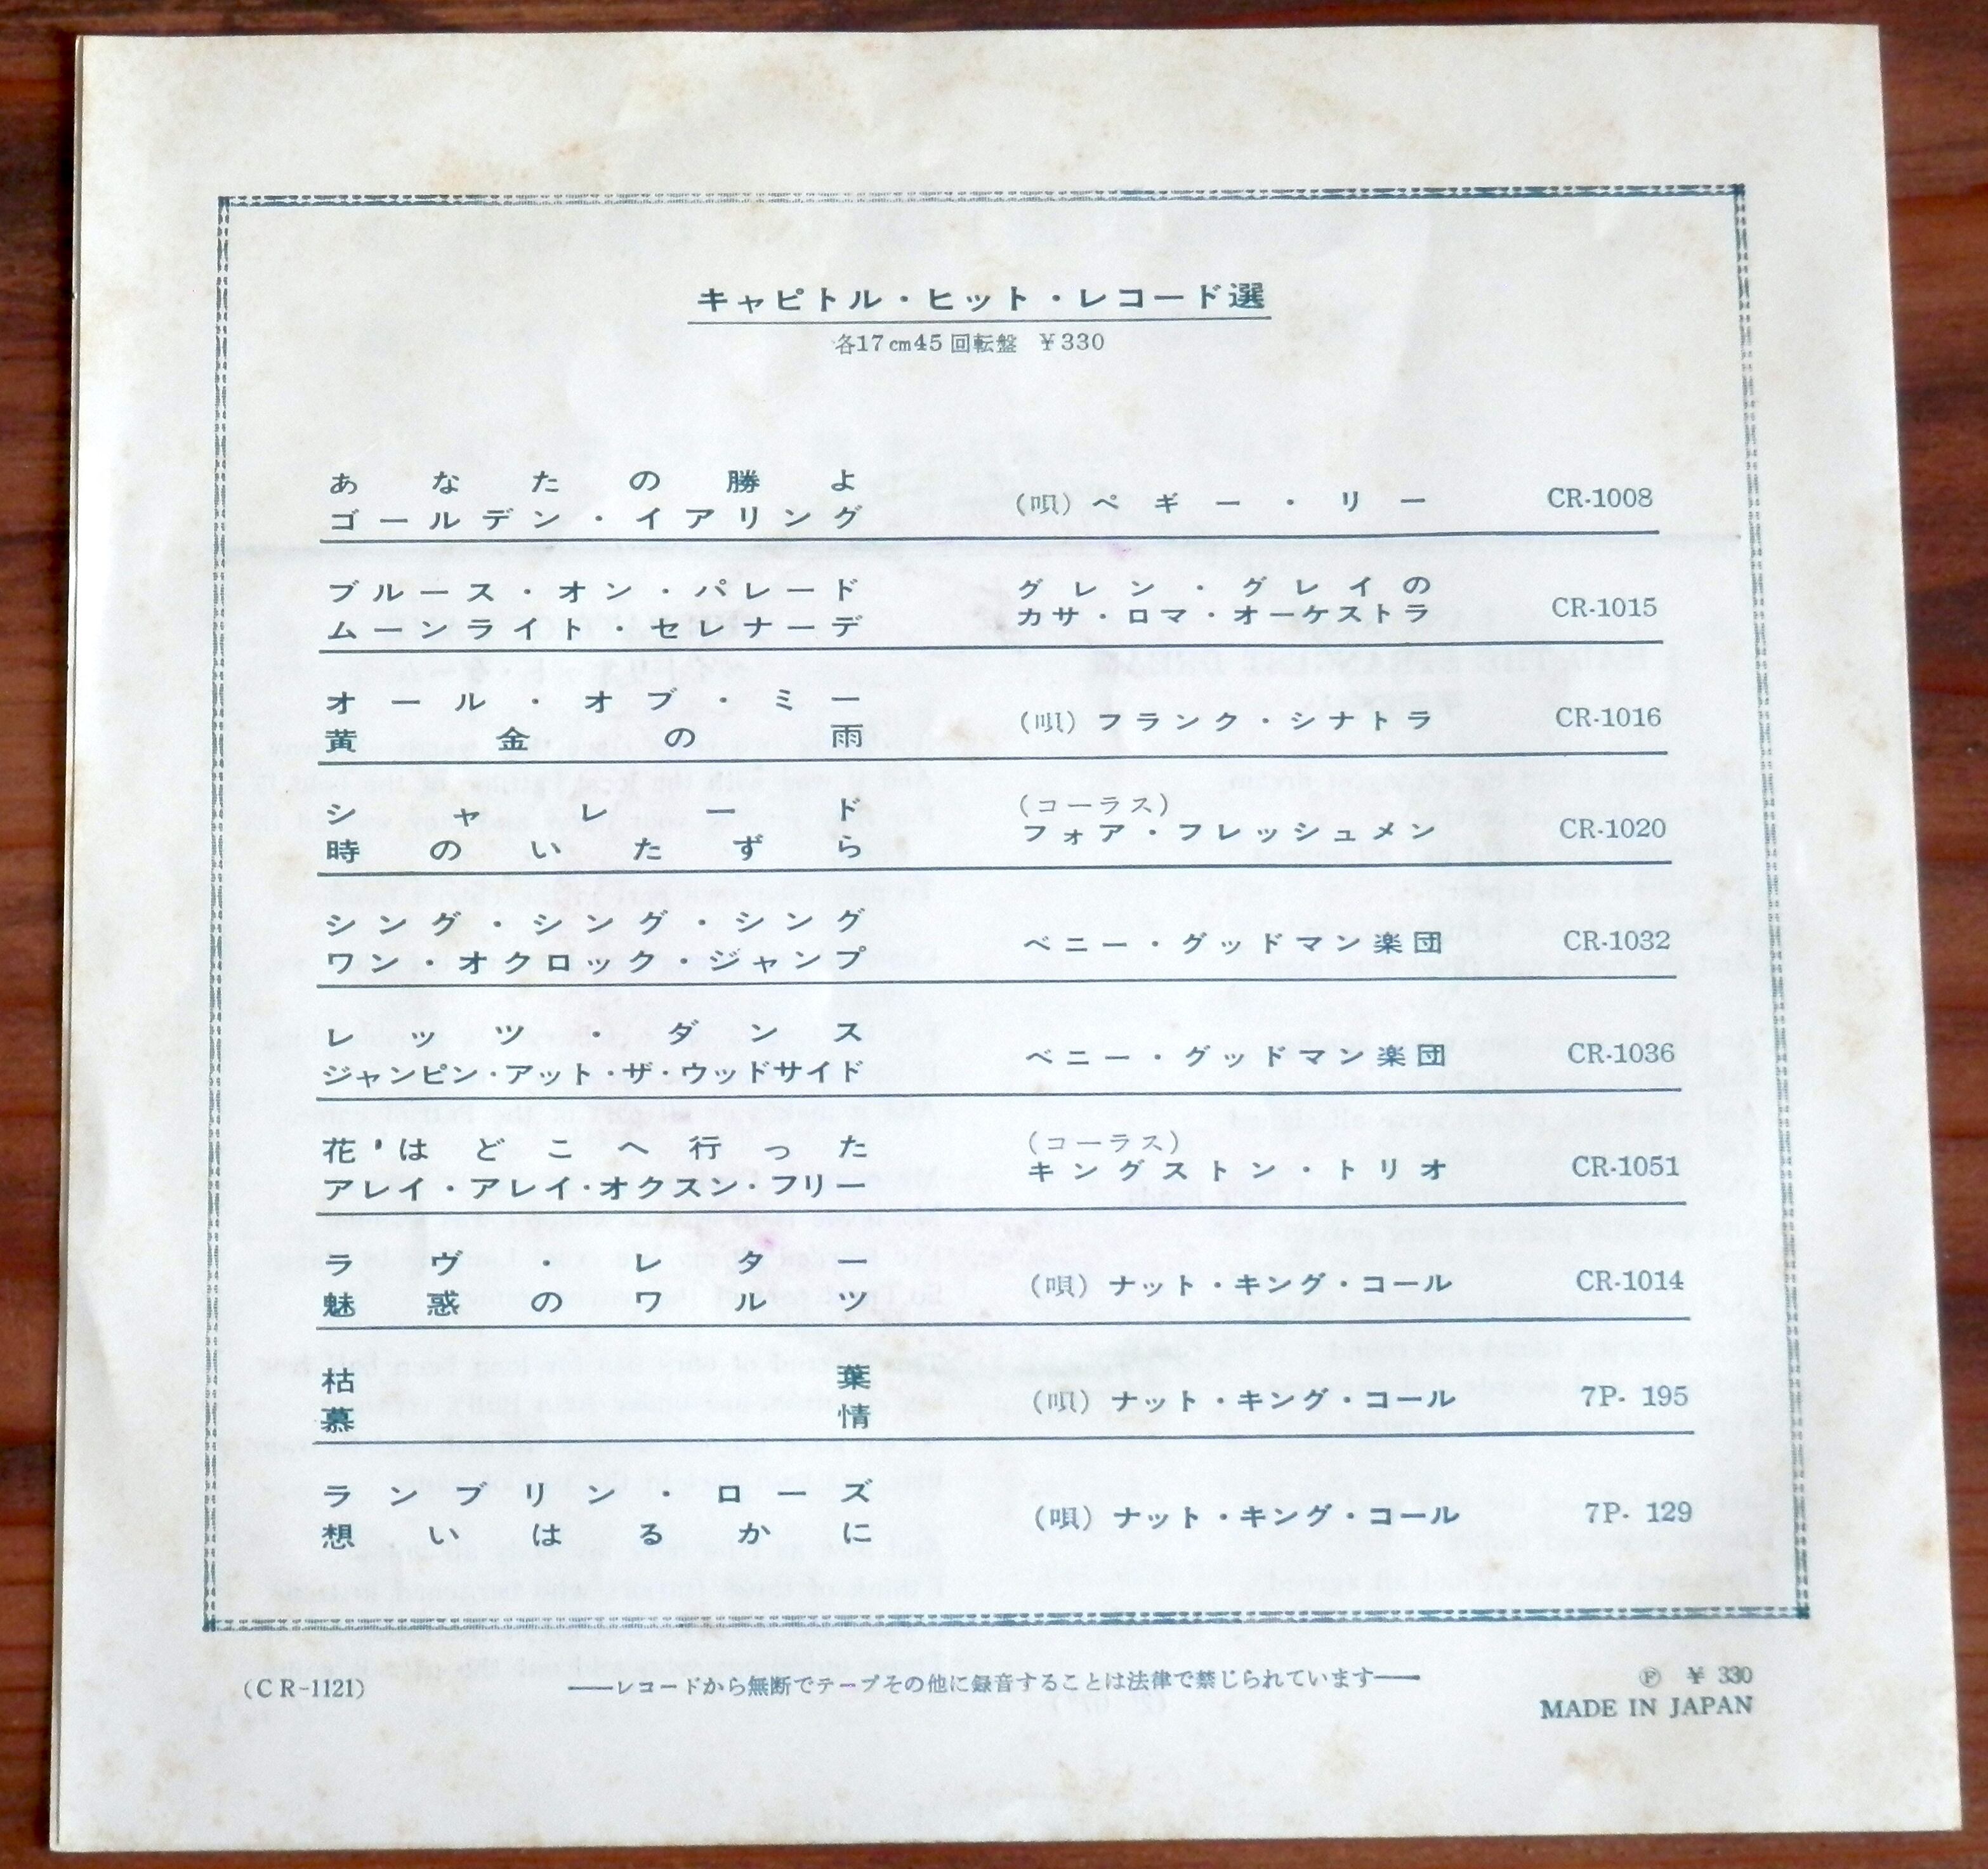 キャピトル・ヒット・レコード選
各17cm45回転盤 ¥330
あなたの勝よ
ゴールデン・イアリング
(唄) ペギー・リー
CR-1008
ブルース・オン・パレード
ムーンライト・セレナーデ
グレン・グレイの
カサ・ロマ・オーケストラ
CR-1015
オール・オブ・ミー
黄金の雨
(唄) フランク・シナトラ
CR-1016
シャレード
時のいたずら
(コーラス)
フォア・フレッシュメン
CR-1020
シング・シング・シング
ワン・オクロック・ジャンプ
ベニー・グッドマン楽団
CR-1032
レッツ・ダンス
ジャンピン・アット・ザ・ウッドサイド
ベニー・グッドマン楽団
CR-1036
花はどこへ行った
アレイ・アレイ・オクスン・フリー
(コーラス)
キングストン・トリオ
CR-1051
ラヴ・レター
魅惑のワルツ
(唄) ナット・キング・コール
CR-1014
枯葉
慕情
(唄) ナット・キング・コール
7P- 195
ランブリン・ローズ
想いはるかに
(唄) ナット・キング・コール
7P- 129
(CR-1121)
——レコードから無断でテープその他に録音することは法律で禁じられています——
Ⓟ ¥ 330
MADE IN JAPAN